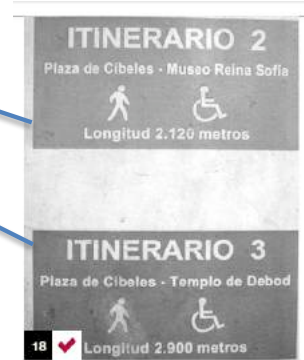 ITINERARIO 2
Plaza de Cibeles - Museo Reina Sofía
Longitud 2.120 metros
ITINERARIO 3
Plaza de Cibeles - Templo de Debod
18
Longitud 2.900 metros